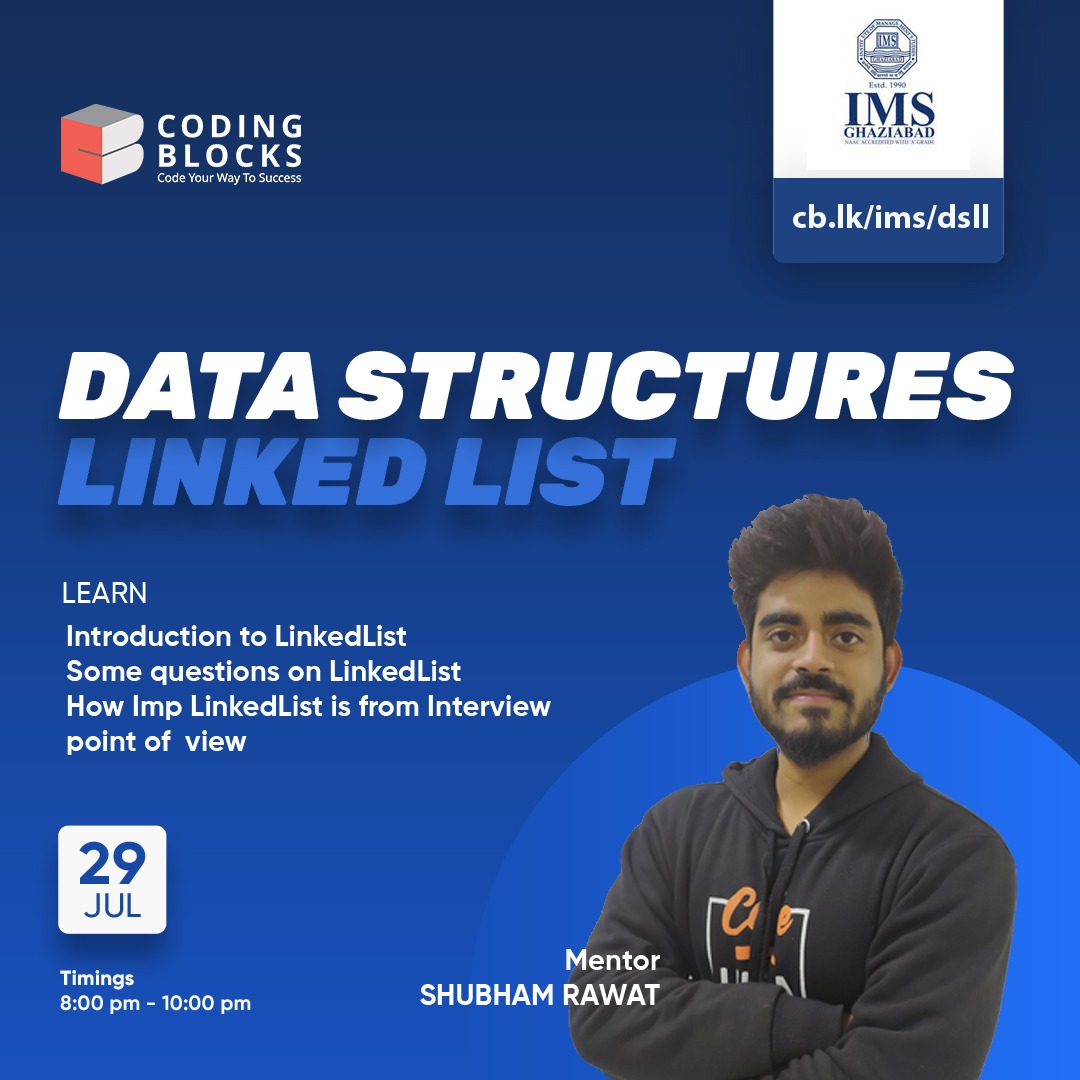 CODING
BLOCKS
Code Your Way To Success
IMS
GHAZIABAD
Estd. 1990
IMS
GHAZIABAD
NAAC ACCREDITED WITH 'A' GRADE
cb.lk/ims/dsll
DATA STRUCTURES
LINKED LIST
LEARN
Introduction to LinkedList
Some questions on LinkedList
How Imp LinkedList is from Interview
point of view
29
JUL
Timings
8:00 pm - 10:00 pm
Mentor
SHUBHAM RAWAT